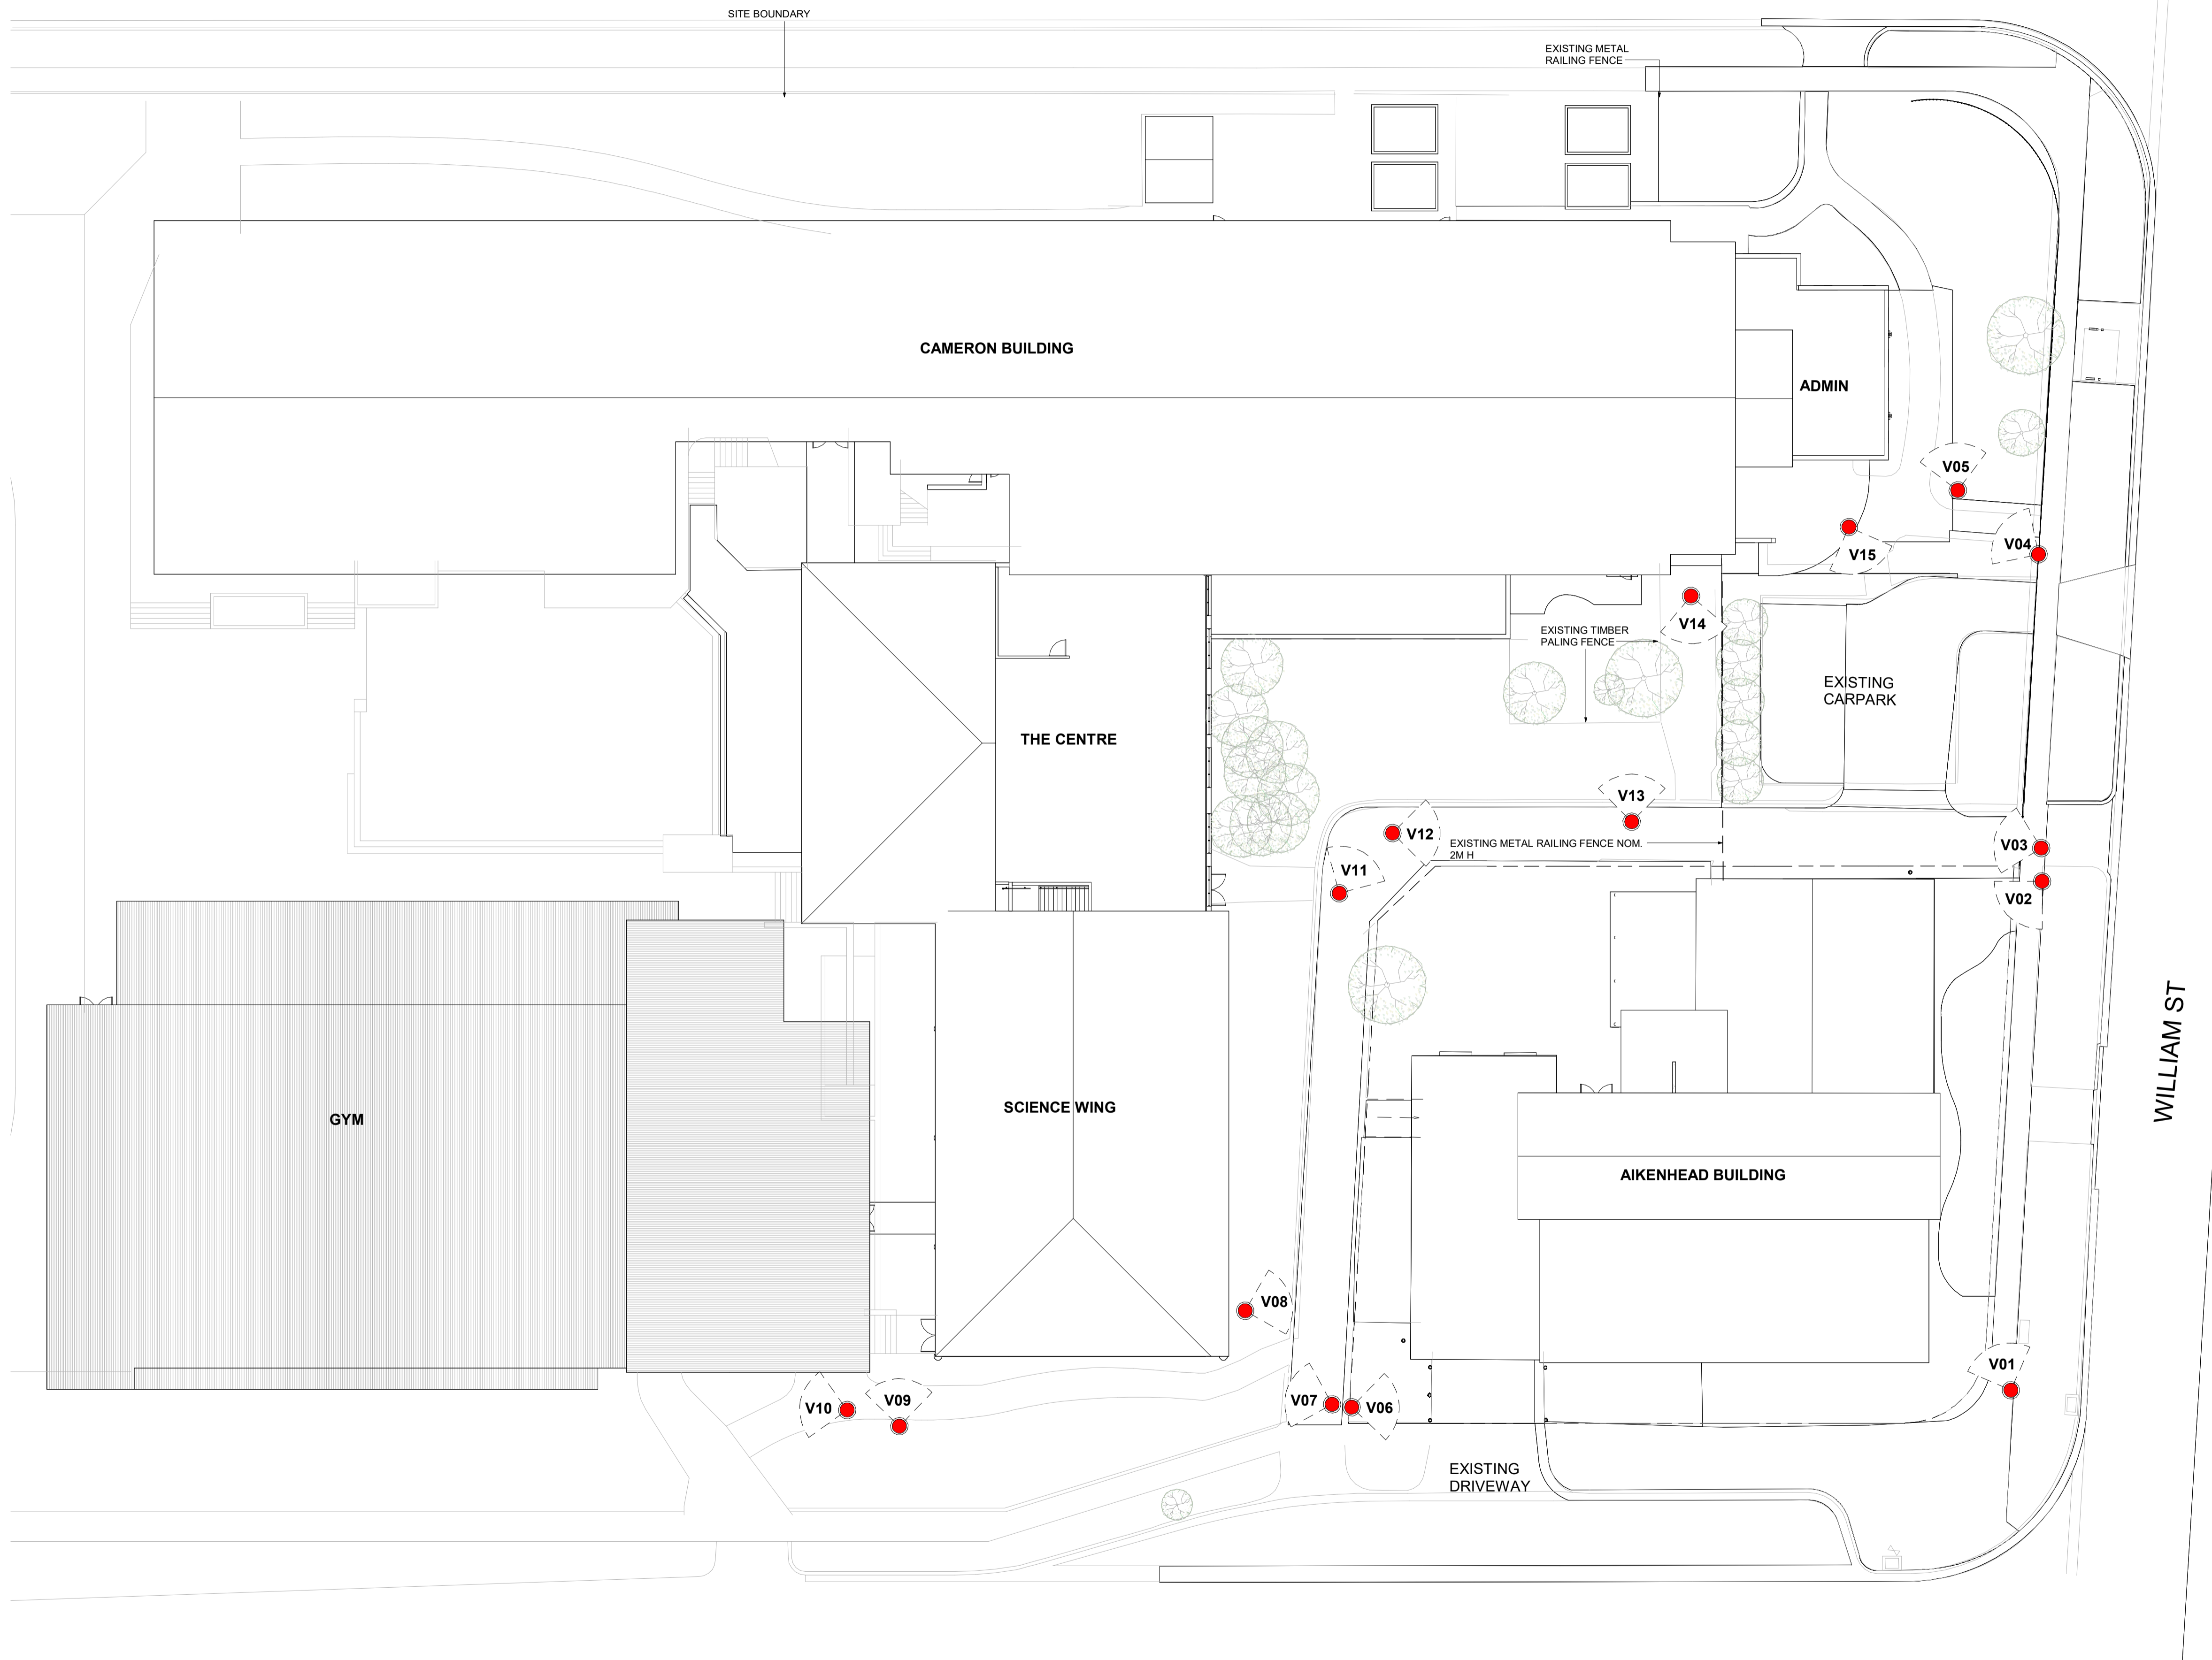 SITE BOUNDARY
EXISTING METAL
RAILING FENCE
CAMERON BUILDING
ADMIN
V05
V04
V15
V14
EXISTING TIMBER
PALING FENCE
EXISTING
CARPARK
THE CENTRE
V13
V12
EXISTING METAL RAILING FENCE NOM.
2M H
V03
V11
V02
WILLIAM ST
GYM
SCIENCE WING
AIKENHEAD BUILDING
V08
V01
V10
V09
V07
V06
EXISTING
DRIVEWAY